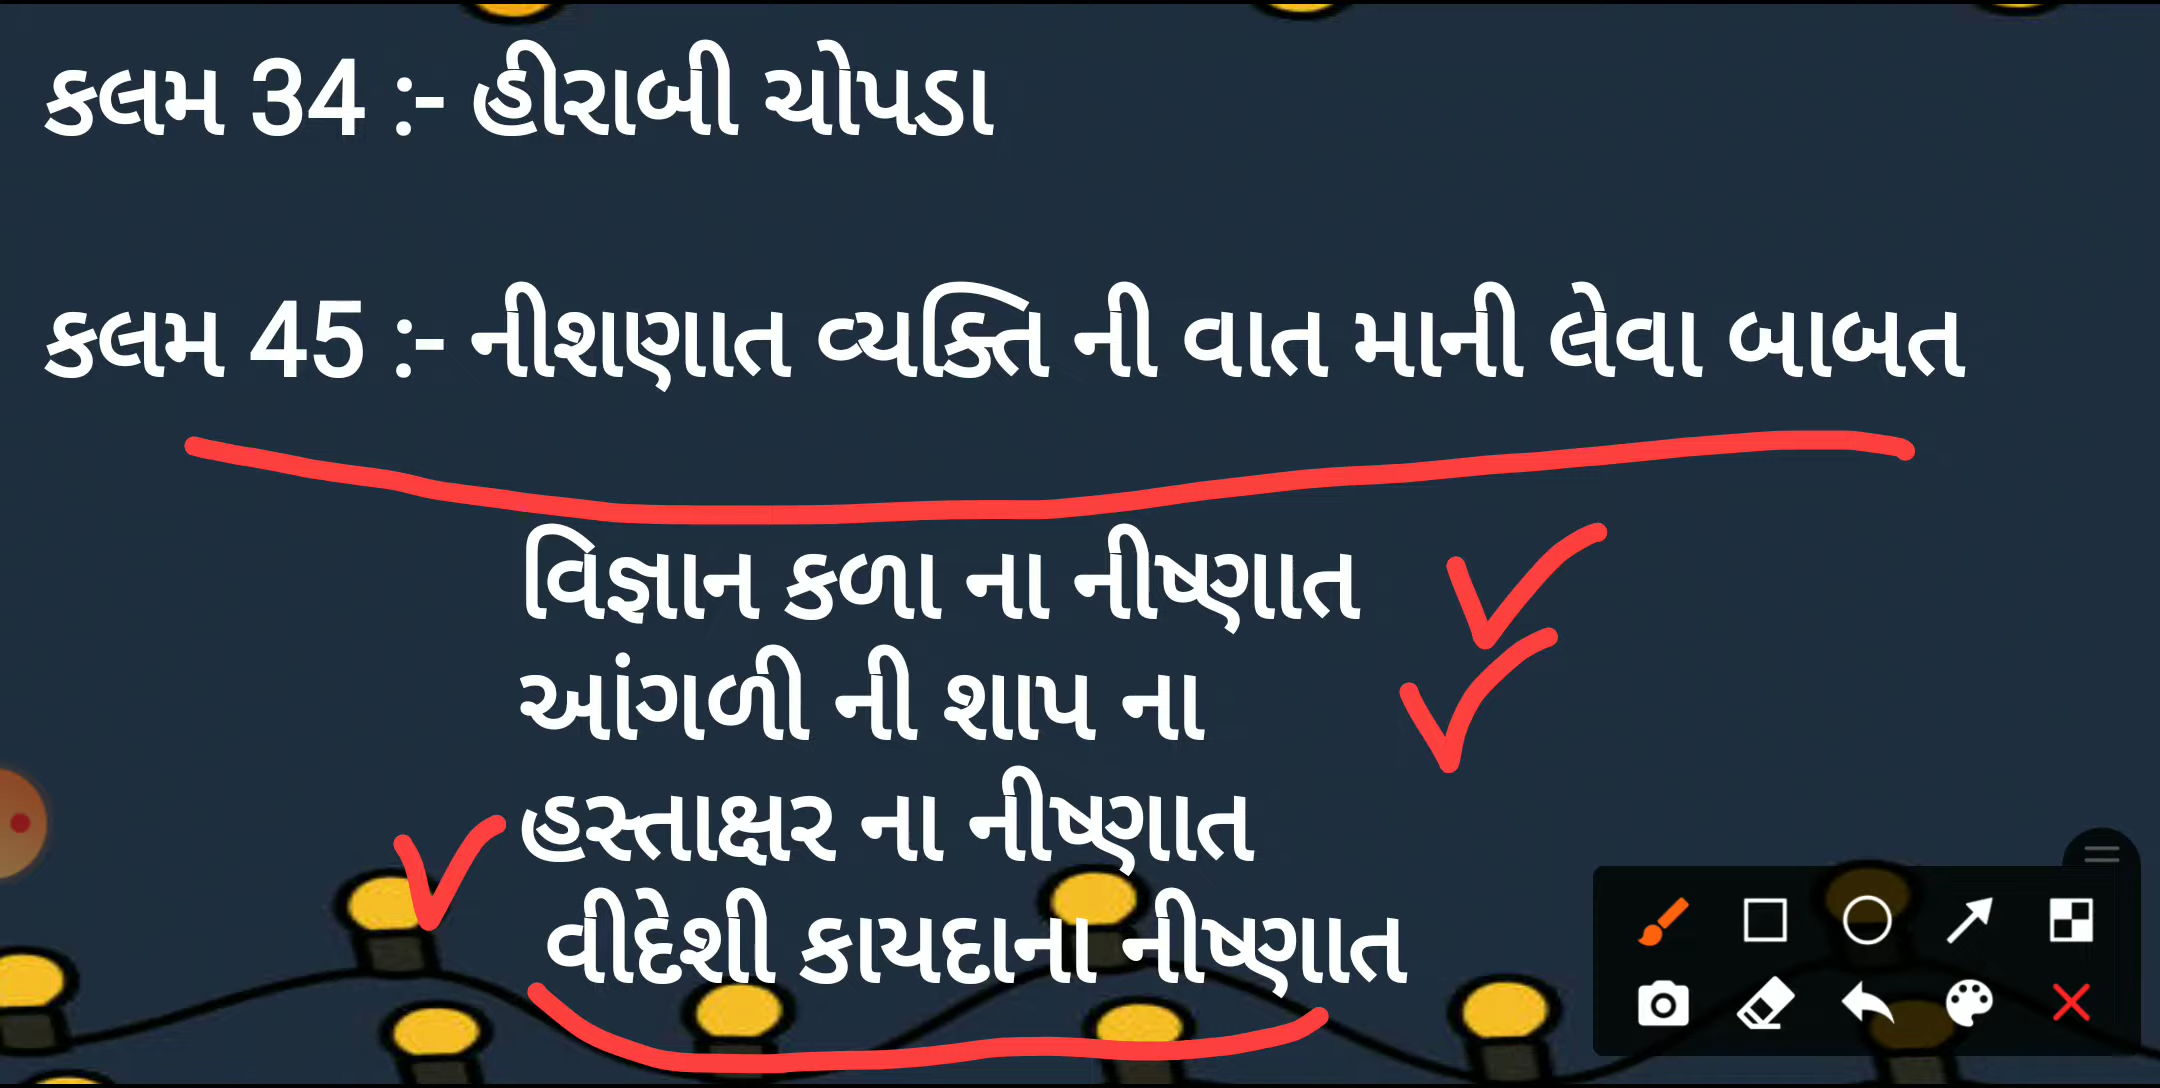 કલમ 34 :- હીરાબી ચોપડા
કલમ 45 :- નીશણાત વ્યક્તિ ની વાત માની લેવા બાબત
વિજ્ઞાન કળા ના નીષ્ણાત
આંગળી ની શાપ ના
હસ્તાક્ષર ના નીષ્ણાત
વીદેશી કાયદાના નીષ્ણાત